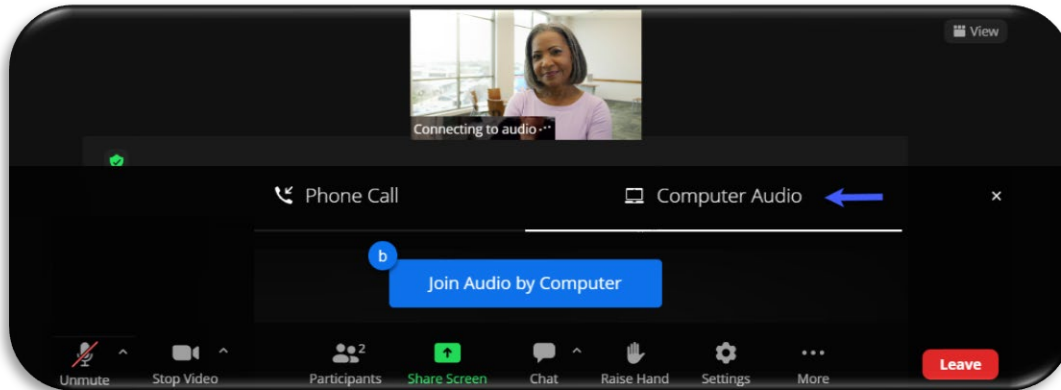 View
Connecting to audio ...
Phone Call
Computer Audio
b
Join Audio by Computer
2
Unmute
Stop Video
Participants
Share Screen
Chat
Raise Hand
Settings
More
Leave